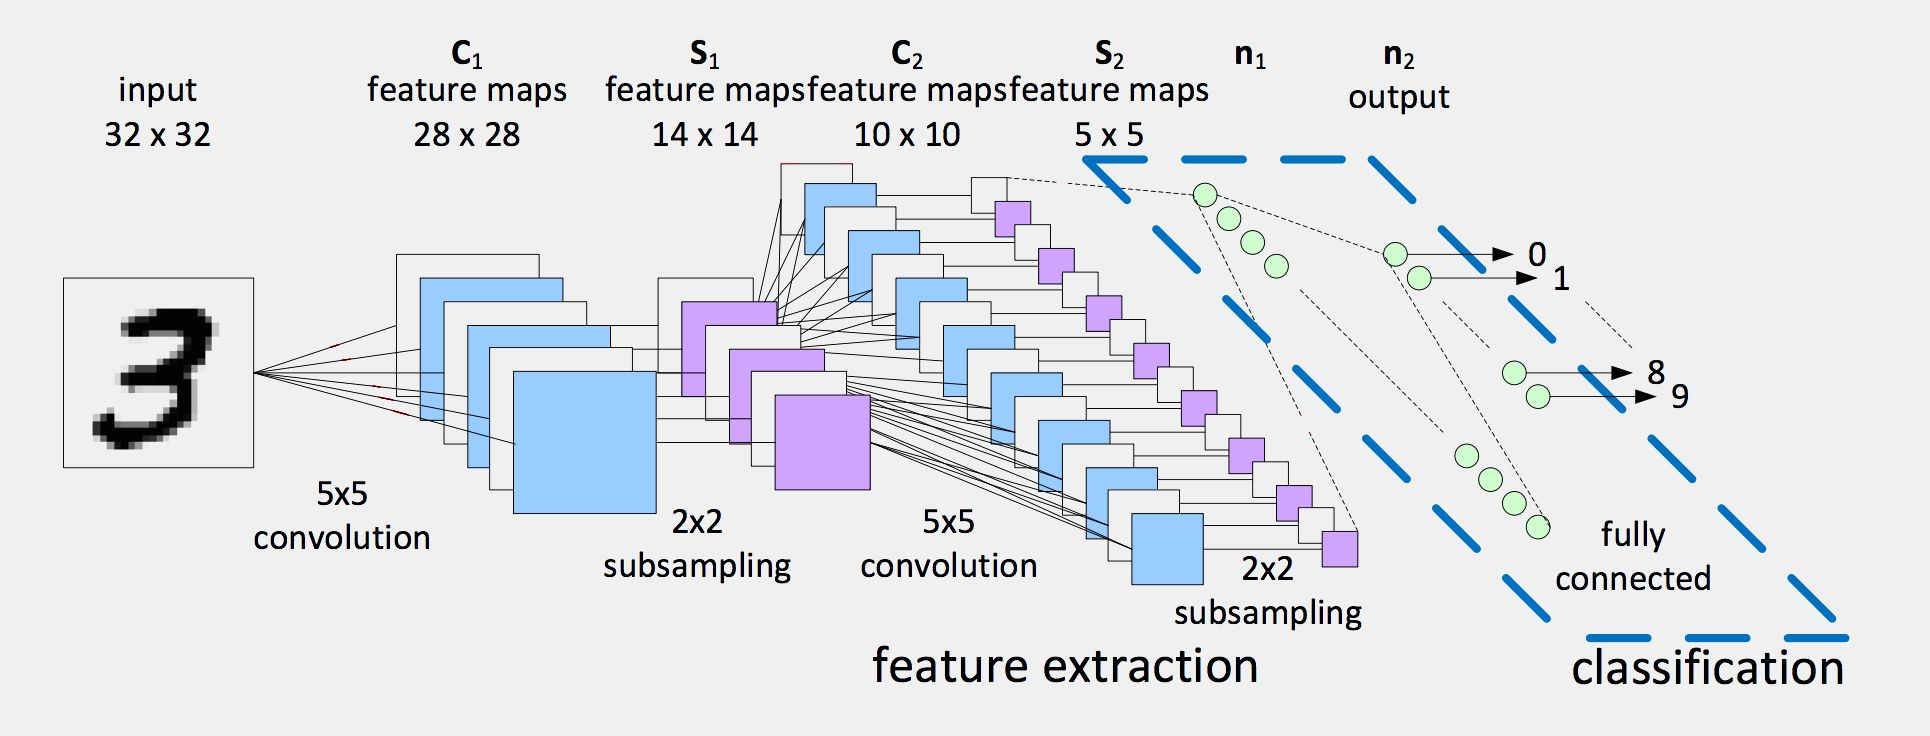 input
32 x 32
C1
feature maps
28 x 28
S1
feature maps
14 x 14
C2
feature maps
10 x 10
S2
feature maps
5 x 5
n1
n2
output
0
1
8
9
3
5x5
convolution
2x2
subsampling
5x5
convolution
2x2
subsampling
fully
connected
feature extraction
classification